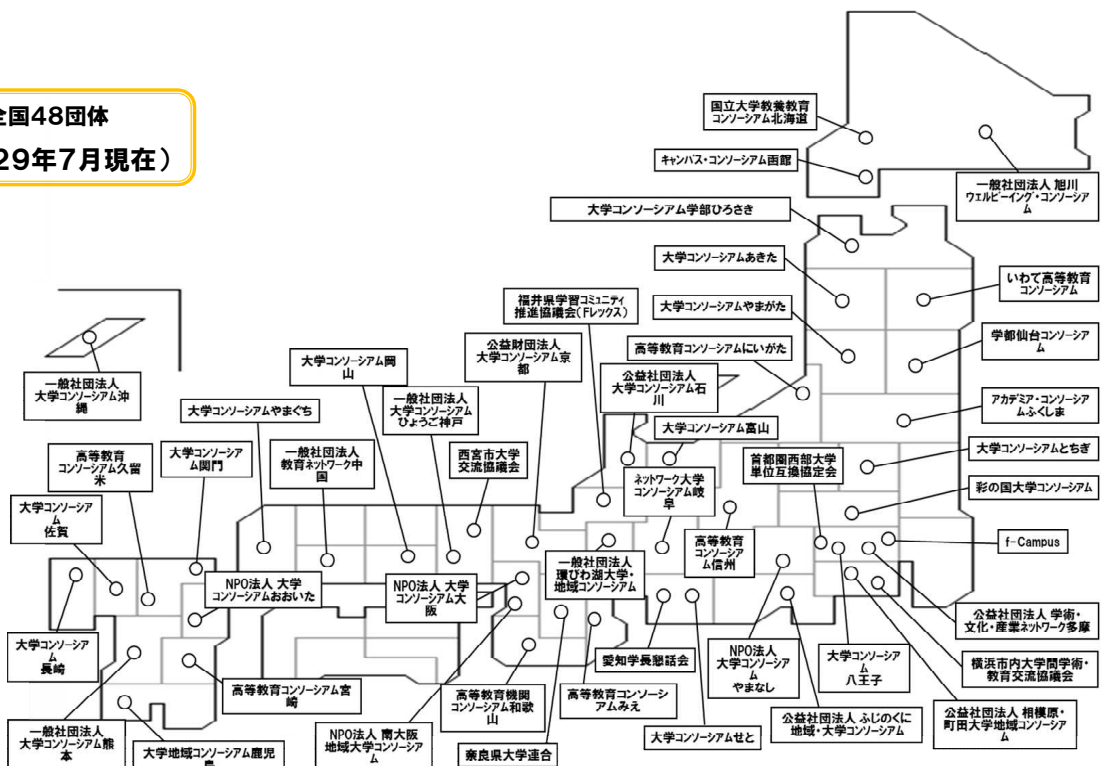 全国48団体
29年7月現在）
国立大学教養教育
コンソーシアム北海道
キャンパス・コンソーシアム函館
一般社団法人 旭川
ウェルビーイング・コンソーシア
ム
大学コンソーシアム学部ひろさき
大学コンソーシアムあきた
いわて高等教育
コンソーシアム
福井県学習コミュニティ
推進協議会（Fレックス）
大学コンソーシアムやまがた
学都仙台コンソーシア
ム
公益財団法人
大学コンソーシアム京
都
高等教育コンソーシアムにいがた
大学コンソーシアム岡
山
公益社団法人
大学コンソーシアム石
川
一般社団法人
大学コンソーシアム沖
縄
一般社団法人
大学コンソーシアム
ひょうご神戸
アカデミア・コンソーシア
ムふくしま
大学コンソーシアムやまぐち
大学コンソーシアム富山
大学コンソーシアムとちぎ
高等教育
コンソーシアム久留
米
大学コンソーシア
ム関門
一般社団法人
教育ネットワーク中
国
西宮市大学
交流協議会
首都圏西部大学
単位互換協定会
ネットワーク大学
コンソーシアム岐
阜
彩の国大学コンソーシアム
大学コンソーシア
ム
佐賀
高等教育
コンソーシア
ム信州
f-Campus
一般社団法人
環びわ湖大学・
地域コンソーシアム
NPO法人 大学
コンソーシアムおおいた
NPO法人 大学
コンソーシアム大
阪
公益社団法人 学術・
文化・産業ネットワーク多摩
大学コンソーシア
ム
長崎
愛知学長懇話会
NPO法人
大学コンソーシア
ム
やまなし
大学コンソーシア
ム
八王子
横浜市内大学間学術・
教育交流協議会
高等教育コンソーシアム宮
崎
高等教育機関
コンソーシアム和歌
山
高等教育コンソーシ
アムみえ
一般社団法人
大学コンソーシアム熊
本
大学地域コンソーシアム鹿児
島
NPO法人 南大阪
地域大学コンソーシア
ム
奈良県大学連合
大学コンソーシアムせと
公益社団法人 ふじのくに
地域・大学コンソーシアム
公益社団法人 相模原・
町田大学地域コンソーシア
ム